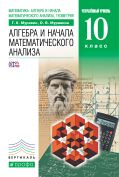 МАТЕМАТИКА: АЛГЕБРА И НАЧАЛА
МАТЕМАТИЧЕСКОГО АНАЛИЗА, ГЕОМЕТРИЯ
УГЛУБЛЁННЫЙ УРОВЕНЬ
Г. К. Муравин, О. В. Муравина
10
КЛАСС
АЛГЕБРА И НАЧАЛА
МАТЕМАТИЧЕСКОГО
АНАЛИЗА
ВЕРТИКАЛЬ
дрофа